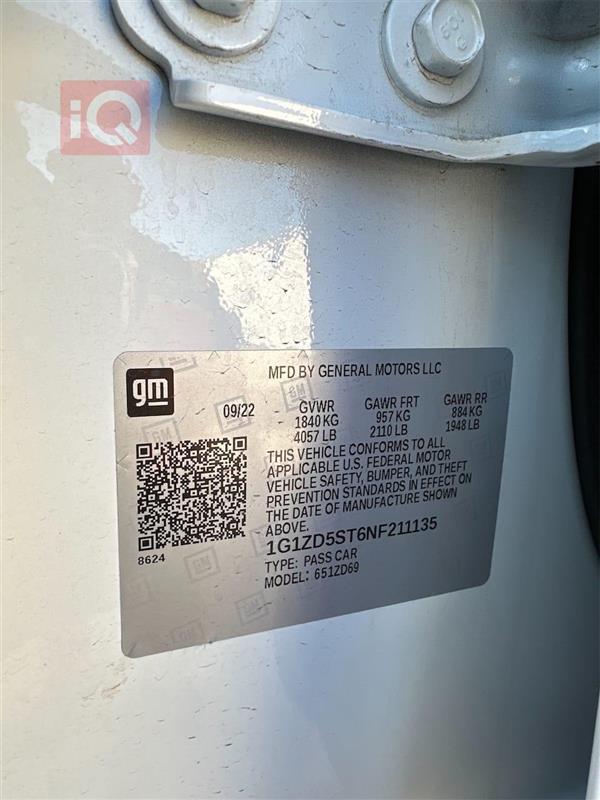 iQ
MFD BY GENERAL MOTORS LLC
gm
09/22 GVWR GAWR FRT GAWR RR
1840 KG 957 KG 884 KG
4057 LB 2110 LB 1948 LB
THIS VEHICLE CONFORMS TO ALL
APPLICABLE U.S. FEDERAL MOTOR
VEHICLE SAFETY, BUMPER, AND THEFT
PREVENTION STANDARDS IN EFFECT ON
THE DATE OF MANUFACTURE SHOWN
ABOVE.
8624
1G1ZD5ST6NF211135
TYPE: PASS CAR
MODEL: 651ZD69